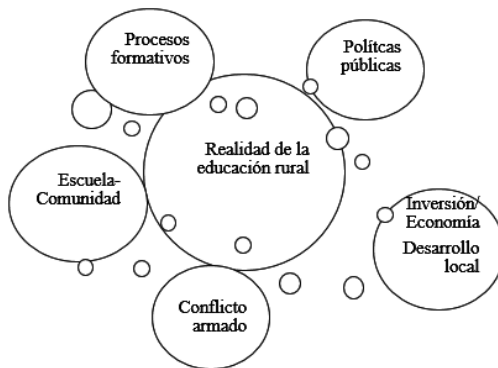 Procesos
formativos
Polítcas
públicas
Realidad de la
educación rural
Escuela-
Comunidad
Inversión/
Economía
Desarrollo
local
Conflicto
armado